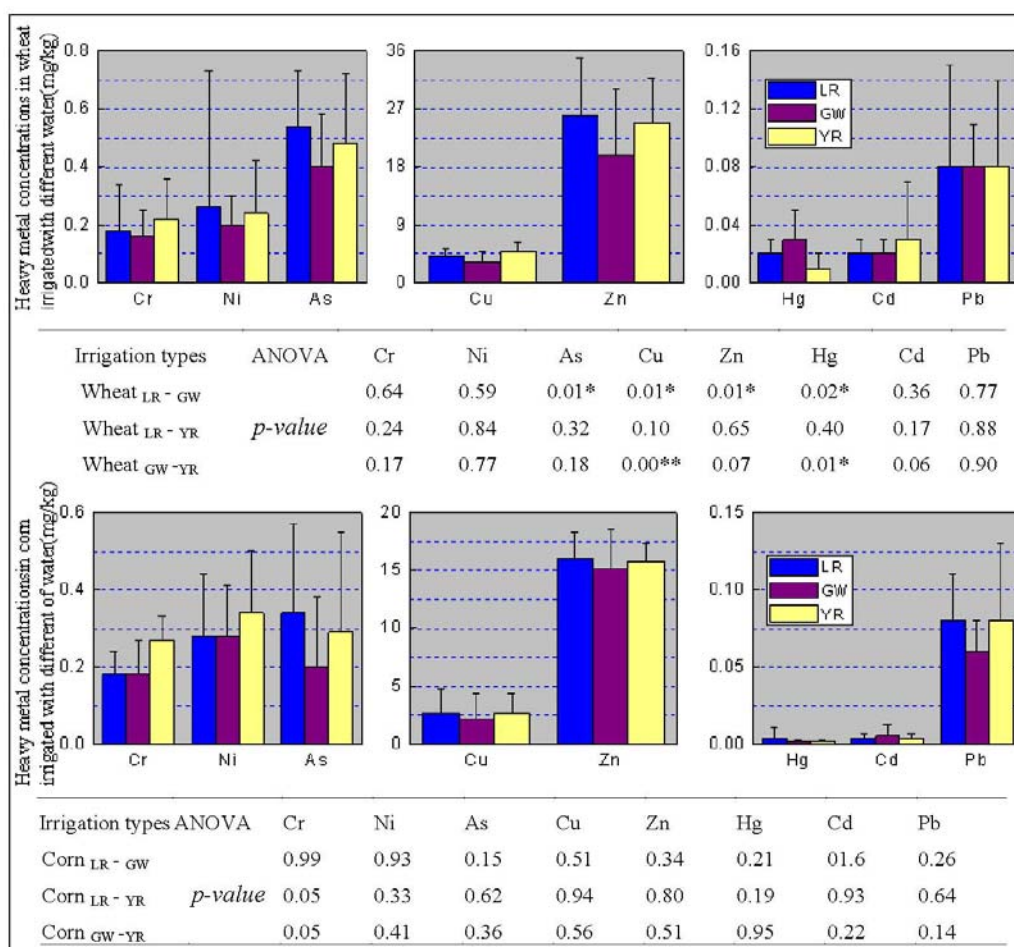 Heavy metal concentrations in wheat
irrigatedwith different water(mg/kg)
0.8
0.6
0.4
0.2
0.0
Cr Ni As
36
27
18
9
0
Cu Zn
0.16
0.12
0.08
0.04
0.00
LR
GW
YR
Hg Cd Pb
Irrigation types ANOVA Cr Ni As Cu Zn Hg Cd Pb
Wheat LR - GW 0.64 0.59 0.01* 0.01* 0.01* 0.02* 0.36 0.77
Wheat LR - YR p-value 0.24 0.84 0.32 0.10 0.65 0.40 0.17 0.88
Wheat GW -YR 0.17 0.77 0.18 0.00** 0.07 0.01* 0.06 0.90
Heavy metal concentrationsin corn
irrigated with different of water(mg/kg)
0.6
0.4
0.2
0.0
Cr Ni As
20
15
10
5
0
Cu Zn
0.15
0.10
0.05
0.00
LR
GW
YR
Hg Cd Pb
Irrigation types ANOVA Cr Ni As Cu Zn Hg Cd Pb
Corn LR - GW 0.99 0.93 0.15 0.51 0.34 0.21 01.6 0.26
Corn LR - YR p-value 0.05 0.33 0.62 0.94 0.80 0.19 0.93 0.64
Corn GW -YR 0.05 0.41 0.36 0.56 0.51 0.95 0.22 0.14